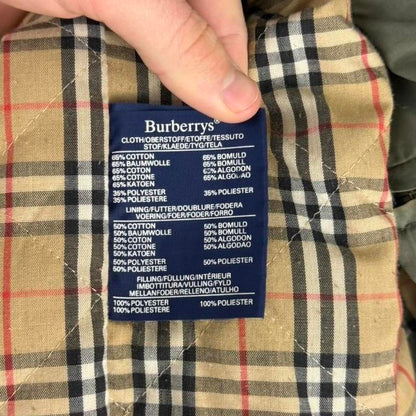 Burberrys®
CLOTH/OBERSTOFF/ETOFFE/TESSUTO
STOF/KLAEDE/TYG/TELA
65% COTTON 65% BOMULD
65% BAUMWOLLE 65% BOMULL
65% COTON 65% ALGODON
65% COTONE 65% ALGODAO
65% KATOEN
35% POLYESTER 35% POLIESTER
35% POLIESTERE
LINING/FUTTER/DOUBLURE/FODERA
VOERING/FOER/FODER/FORRO
50% COTTON 50% BOMULD
50% BAUMWOLLE 50% BOMULL
50% COTON 50% ALGODON
50% COTONE 50% ALGODAO
50% KATOEN
50% POLYESTER 50% POLIESTER
50% POLIESTERE
FILLING/FÜLLUNG/INTÉRIEUR
IMBOTTITURA/VULLING/FYLD
MELLANFODER/RELLENO/ATULHO
100% POLYESTER 100% POLIESTER
100% POLIESTERE